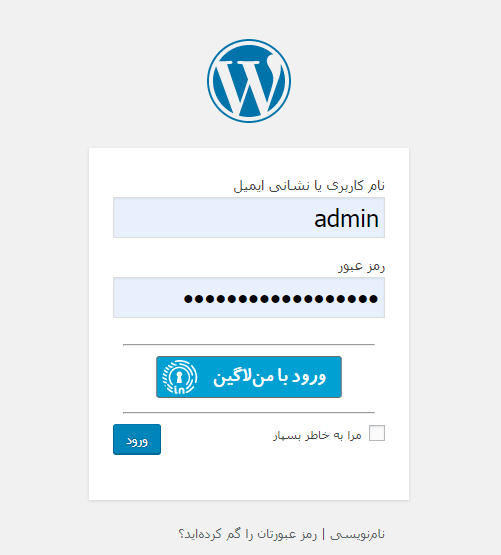 نام کاربری یا نشانی ایمیل
admin
رمز عبور
••••••••••••••••••
ورود با من‌لاگین
مرا به خاطر بسپار
ورود
نام‌نویسی | رمز عبورتان را گم کرده‌اید؟